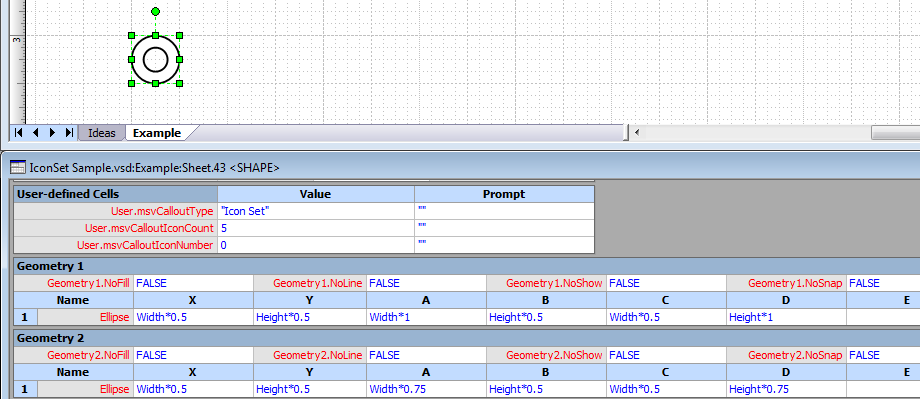 3
Ideas Example
IconSet Sample.vsd:Example:Sheet.43 <SHAPE>
User-defined Cells Value Prompt
User.msvCalloutType "Icon Set" ""
User.msvCalloutIconCount 5 ""
User.msvCalloutIconNumber 0 ""
Geometry 1
Geometry1.NoFill FALSE Geometry1.NoLine FALSE Geometry1.NoShow FALSE Geometry1.NoSnap FALSE
Name X Y A B C D E
1 Ellipse Width*0.5 Height*0.5 Width*1 Height*0.5 Width*0.5 Height*1
Geometry 2
Geometry2.NoFill FALSE Geometry2.NoLine FALSE Geometry2.NoShow FALSE Geometry2.NoSnap FALSE
Name X Y A B C D E
1 Ellipse Width*0.5 Height*0.5 Width*0.75 Height*0.5 Width*0.5 Height*0.75